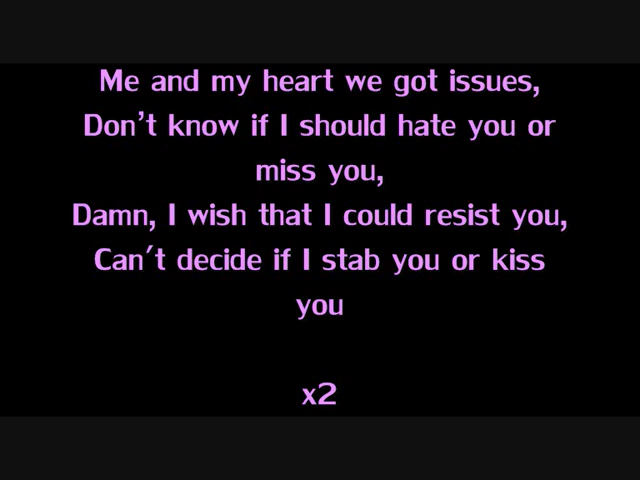 Me and my heart we got issues,
Don't know if I should hate you or
miss you,
Damn, I wish that I could resist you,
Can't decide if I stab you or kiss
you
x2